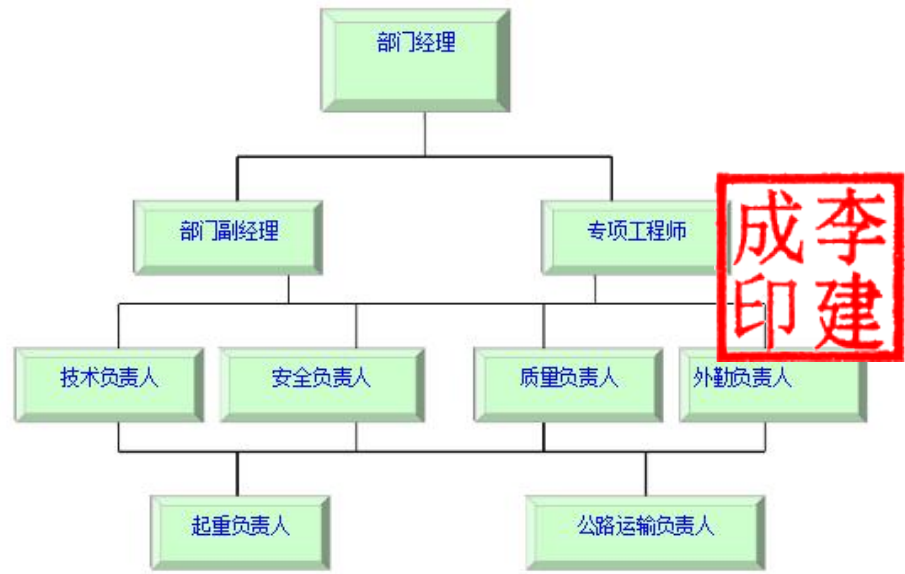 部门经理
部门副经理
专项工程师
李建
成印
技术负责人
安全负责人
质量负责人
外勤负责人
起重负责人
公路运输负责人